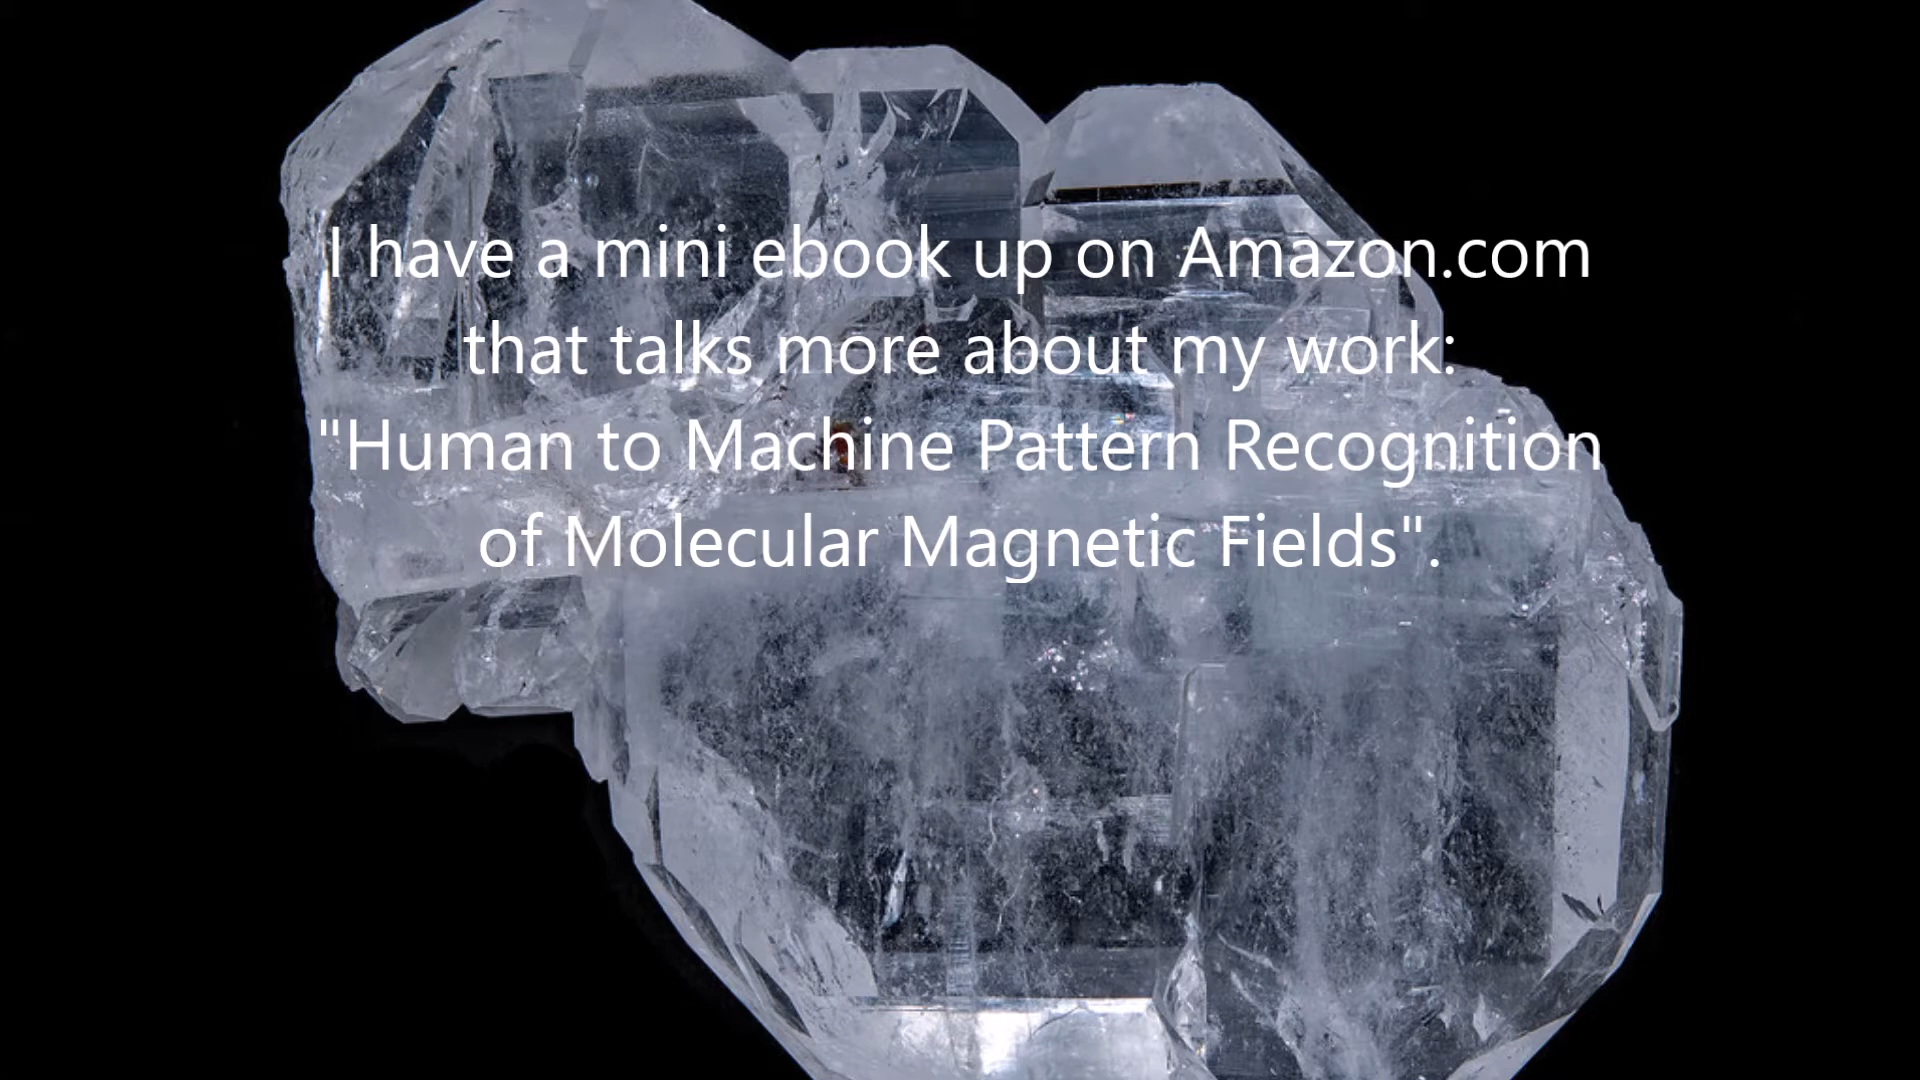 I have a mini ebook up on Amazon.com
that talks more about my work:
"Human to Machine Pattern Recognition
of Molecular Magnetic Fields".